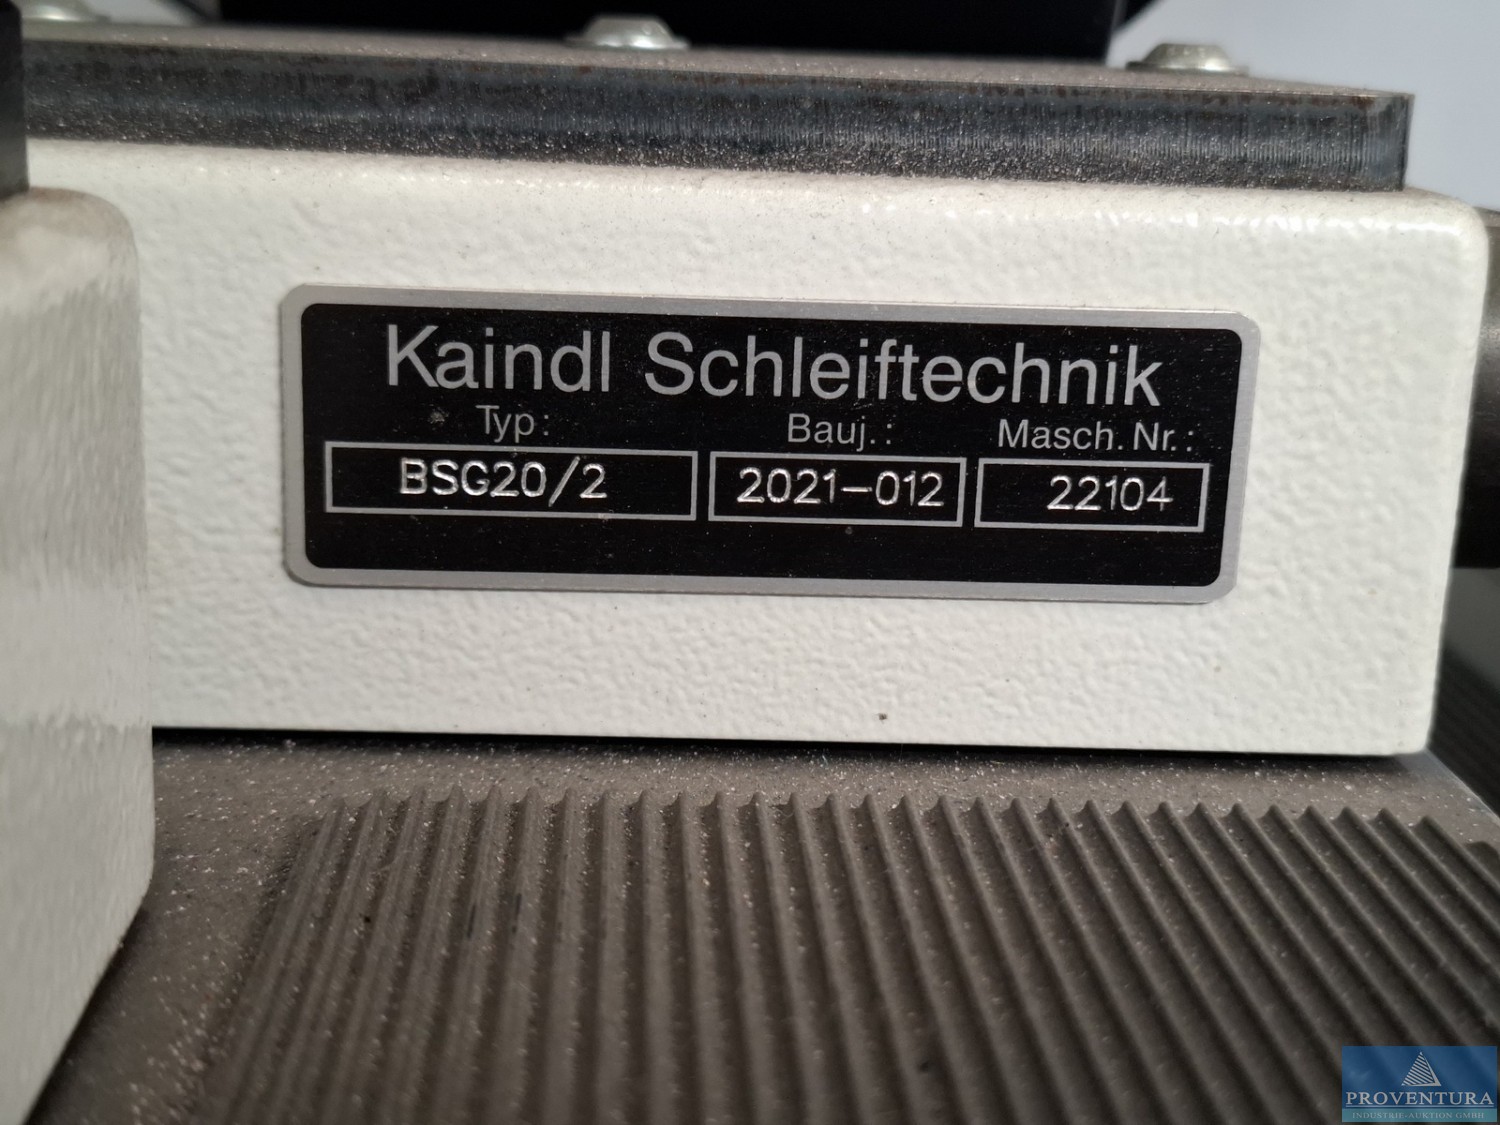 Kaindl Schleiftechnik
Typ: Bauj.: Masch. Nr.:
BSG20/2 2021-012 22104
PROVENTURA
INDUSTRIE-AUKTION GMBH